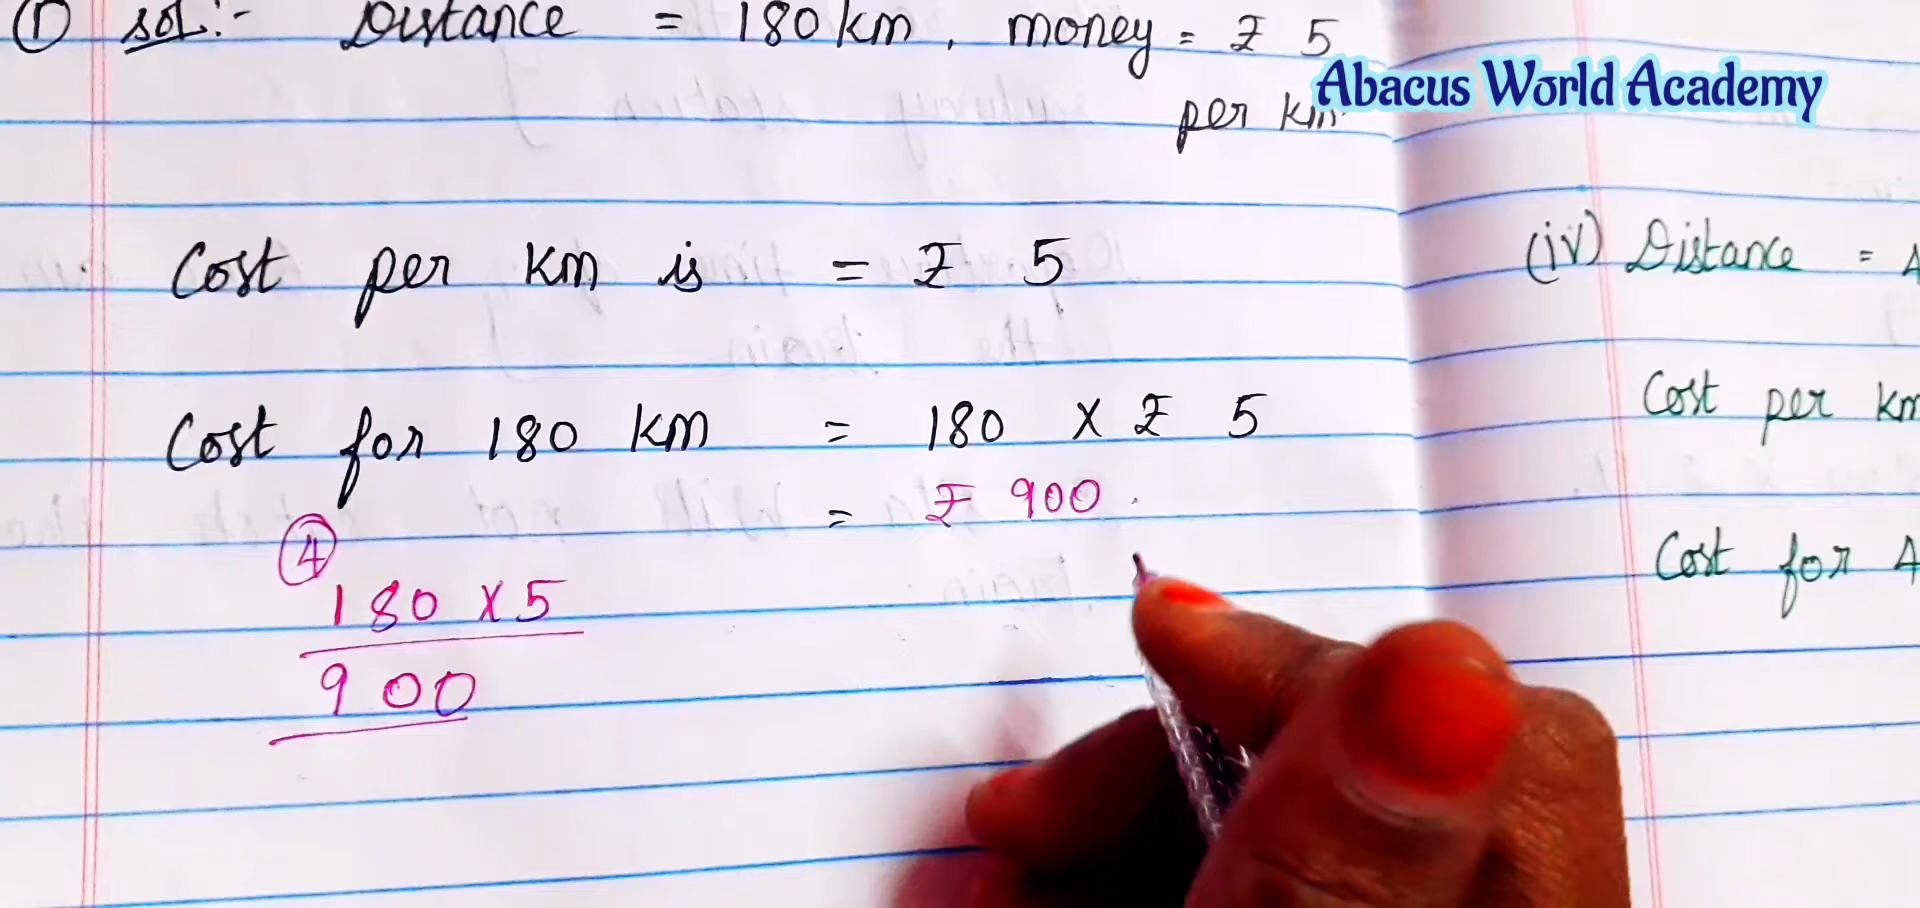 ① Sol:- Distance = 180 km, money = ₹ 5
per km.
Abacus World Academy
Cost per km is = ₹ 5
Cost for 180 km = 180 x ₹ 5
= ₹ 900.
④
180 x 5
900
(iv) Distance =
Cost per km
Cost for